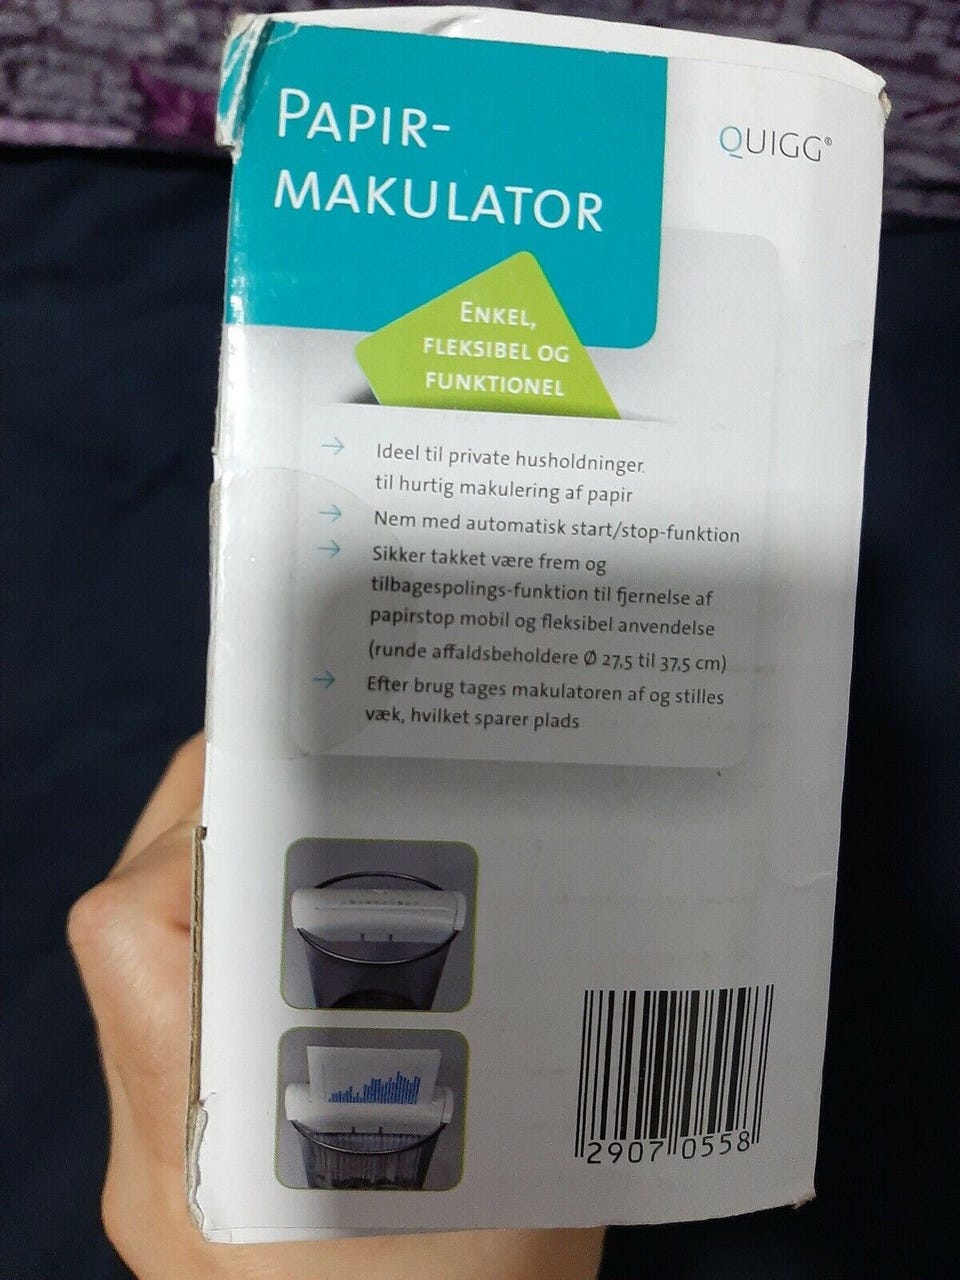 PAPIR-
MAKULATOR
QUIGG®
ENKEL,
FLEKSIBEL OG
FUNKTIONEL
→ Ideel til private husholdninger.
til hurtig makulering af papir
→ Nem med automatisk start/stop-funktion
→ Sikker takket være frem og
tilbagespolings-funktion til fjernelse af
papirstop mobil og fleksibel anvendelse
(runde affaldsbeholdere Ø 27,5 til 37,5 cm)
→ Efter brug tages makulatoren af og stilles
væk, hvilket sparer plads
2907 0558